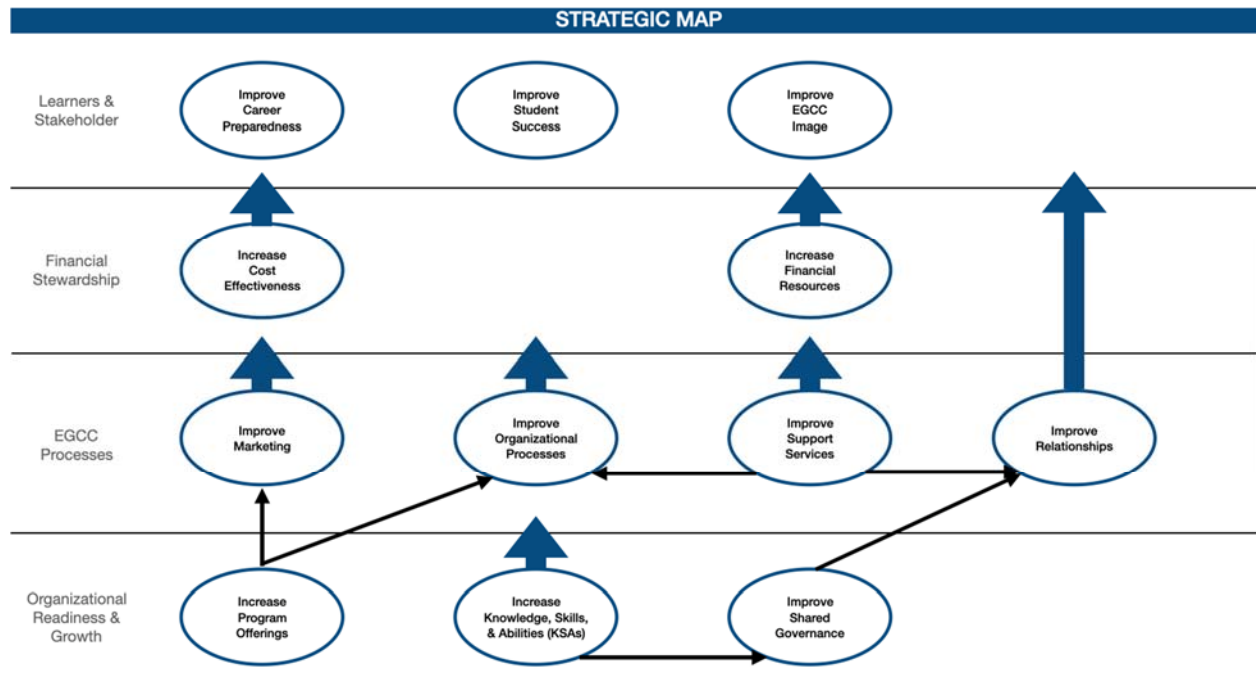 STRATEGIC MAP
Learners &
Stakeholder
Improve
Career
Preparedness
Improve
Student
Success
Improve
EGCC
Image
Financial
Stewardship
Increase
Cost
Effectiveness
Increase
Financial
Resources
EGCC
Processes
Improve
Marketing
Improve
Organizational
Processes
Improve
Support
Services
Improve
Relationships
Organizational
Readiness &
Growth
Increase
Program
Offerings
Increase
Knowledge, Skills,
& Abilities (KSAs)
Improve
Shared
Governance